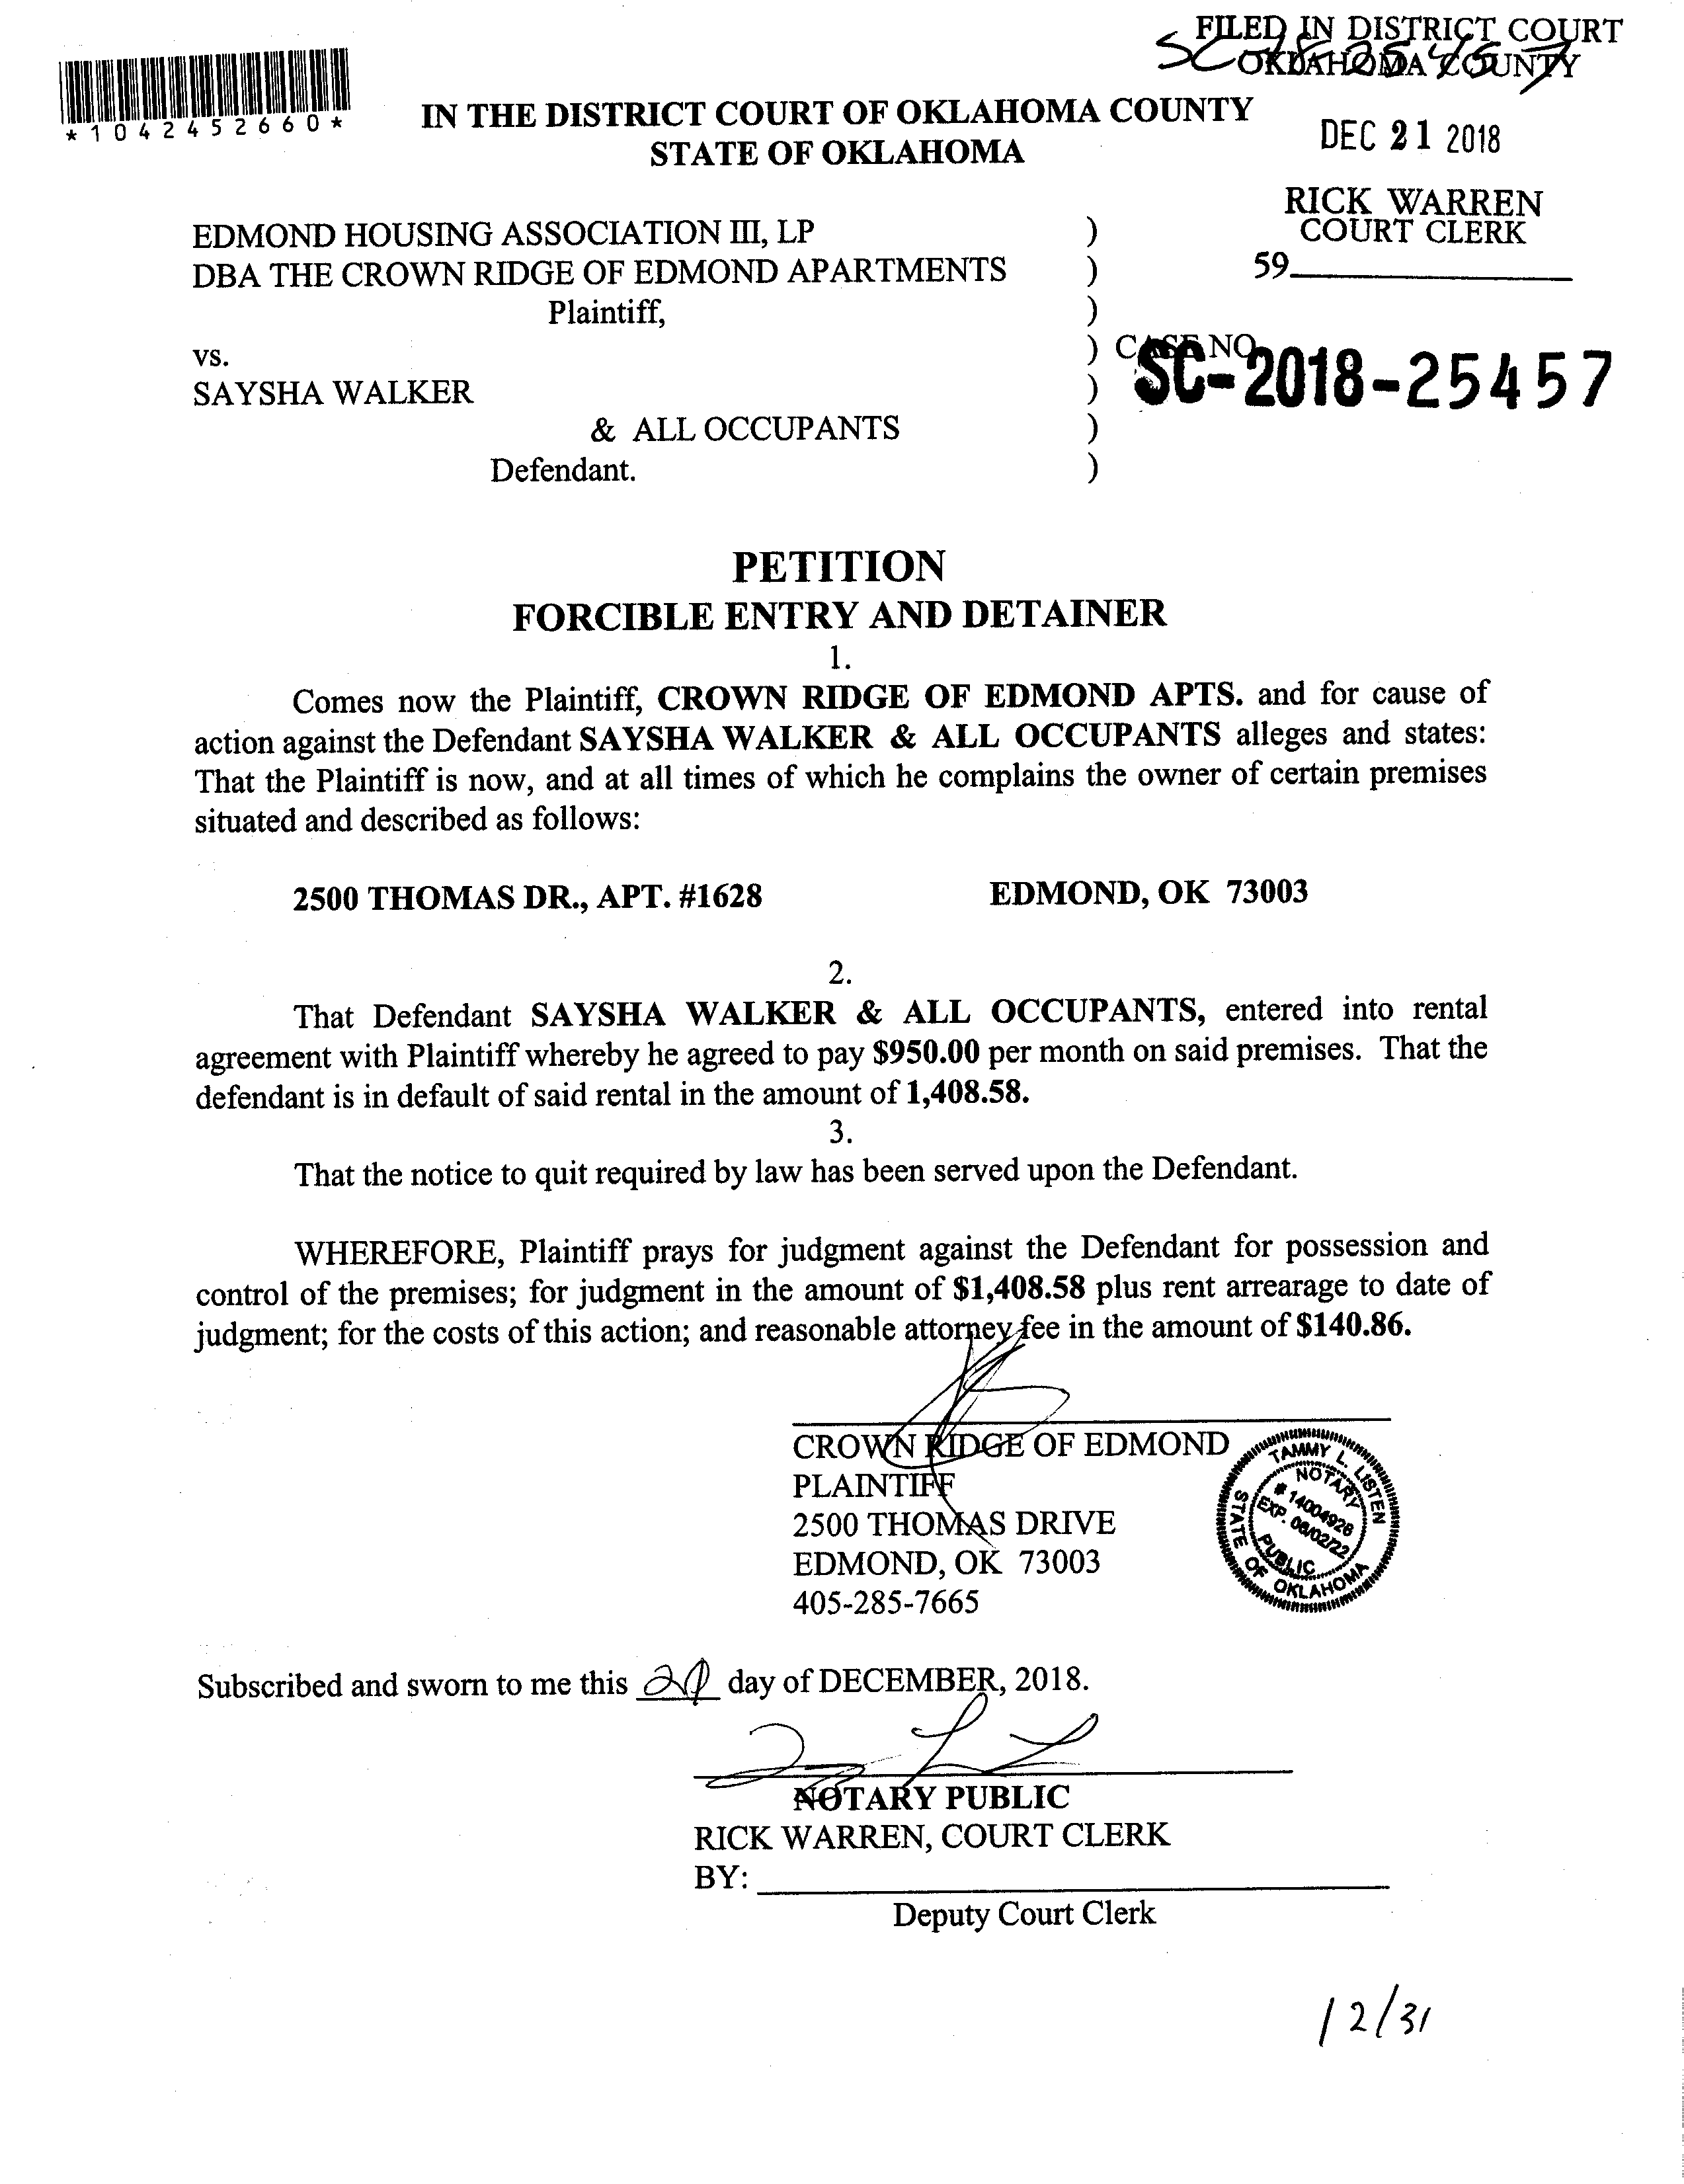 FILED IN DISTRICT COURT
OKLAHOMA COUNTY
SC-18-25457
*1042452660*
IN THE DISTRICT COURT OF OKLAHOMA COUNTY
STATE OF OKLAHOMA
DEC 21 2018
RICK WARREN
COURT CLERK
59
EDMOND HOUSING ASSOCIATION III, LP )
DBA THE CROWN RIDGE OF EDMOND APARTMENTS )
Plaintiff, )
vs. ) CASE NO.
SC-2018-25457
SAYSHA WALKER )
& ALL OCCUPANTS )
Defendant. )
PETITION
FORCIBLE ENTRY AND DETAINER
1.
Comes now the Plaintiff, CROWN RIDGE OF EDMOND APTS. and for cause of
action against the Defendant SAYSHA WALKER & ALL OCCUPANTS alleges and states:
That the Plaintiff is now, and at all times of which he complains the owner of certain premises
situated and described as follows:
2500 THOMAS DR., APT. #1628 EDMOND, OK 73003
2.
That Defendant SAYSHA WALKER & ALL OCCUPANTS, entered into rental
agreement with Plaintiff whereby he agreed to pay $950.00 per month on said premises. That the
defendant is in default of said rental in the amount of 1,408.58.
3.
That the notice to quit required by law has been served upon the Defendant.
WHEREFORE, Plaintiff prays for judgment against the Defendant for possession and
control of the premises; for judgment in the amount of $1,408.58 plus rent arrearage to date of
judgment; for the costs of this action; and reasonable attorney fee in the amount of $140.86.
CROWN RIDGE OF EDMOND
PLAINTIFF
2500 THOMAS DRIVE
EDMOND, OK 73003
405-285-7665
TAMMY L. LISTEN
NOTARY
# 14004926
EXP. 06/02/22
PUBLIC
STATE OF OKLAHOMA
Subscribed and sworn to me this day of DECEMBER, 2018.
NOTARY PUBLIC
RICK WARREN, COURT CLERK
BY:
Deputy Court Clerk
12/31